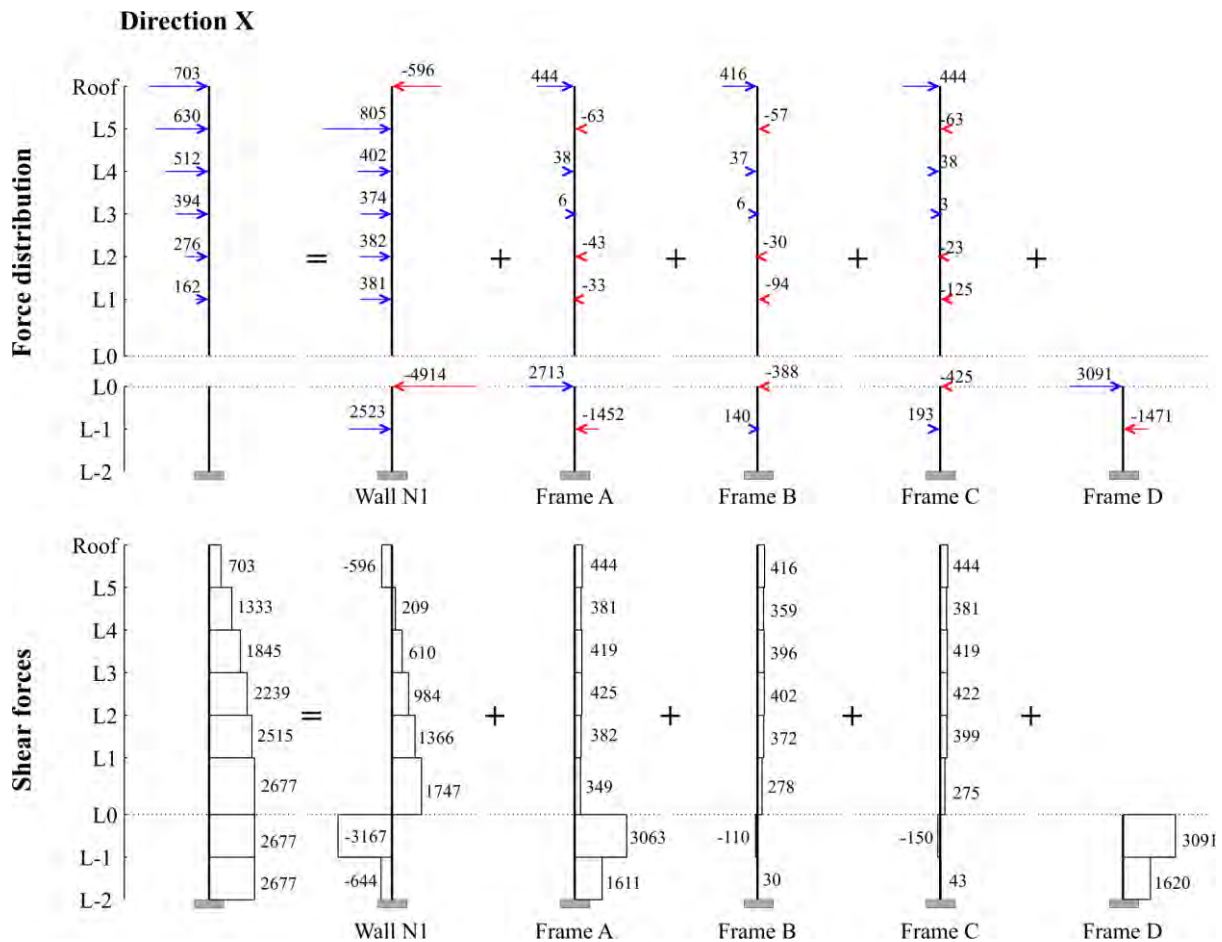 Direction X
Force distribution
Roof 703 -596 444 416 444
L5 630 805 -63 -57 -63
L4 512 402 38 37 38
L3 394 374 6 6 3
L2 276 382 -43 -30 -23
= + + + +
L1 162 381 -33 -94 -125
L0
L0 -4914 2713 -388 -425 3091
L-1 2523 -1452 140 193 -1471
L-2
Wall N1 Frame A Frame B Frame C Frame D
Shear forces
Roof
703 -596 444 416 444
L5
1333 209 381 359 381
L4
1845 610 419 396 419
L3
2239 984 425 402 422
L2 = + + + +
2515 1366 382 372 399
L1
2677 1747 349 278 275
L0
2677 -3167 3063 -110 -150 3091
L-1
2677 -644 1611 30 43 1620
L-2
Wall N1 Frame A Frame B Frame C Frame D